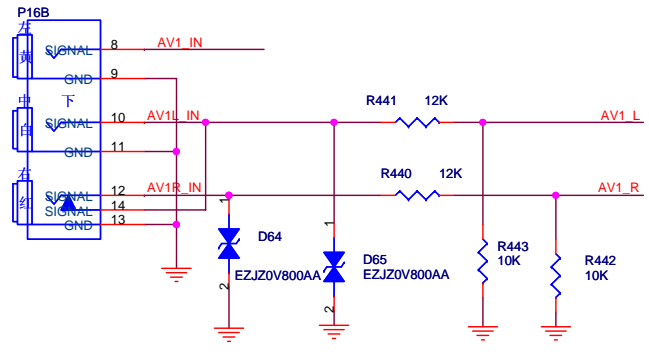 P16B
左
黄
SIGNAL
8
AV1_IN
GND
9
中
下
白
SIGNAL
10
AV1L_IN
R441
12K
AV1_L
GND
11
右
红
SIGNAL
12
AV1R_IN
R440
12K
AV1_R
SIGNAL
14
GND
13
1
2
D64
EZJZ0V800AA
1
2
D65
EZJZ0V800AA
R443
10K
R442
10K